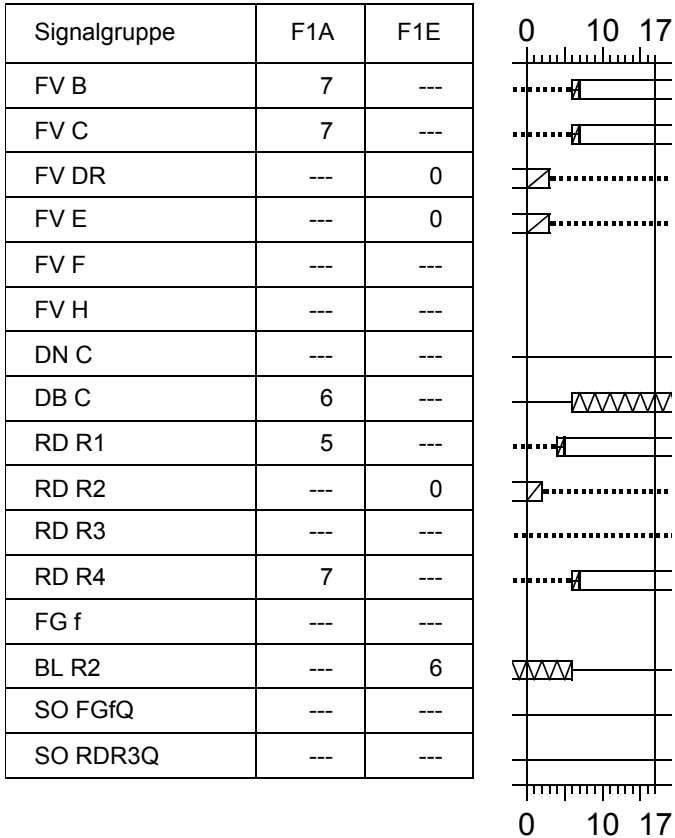 Signalgruppe F1A F1E 0 10 17
FV B 7 ---
FV C 7 ---
FV DR --- 0
FV E --- 0
FV F --- ---
FV H --- ---
DN C --- ---
DB C 6 ---
RD R1 5 ---
RD R2 --- 0
RD R3 --- ---
RD R4 7 ---
FG f --- ---
BL R2 --- 6
SO FGfQ --- ---
SO RDR3Q --- ---
0 10 17